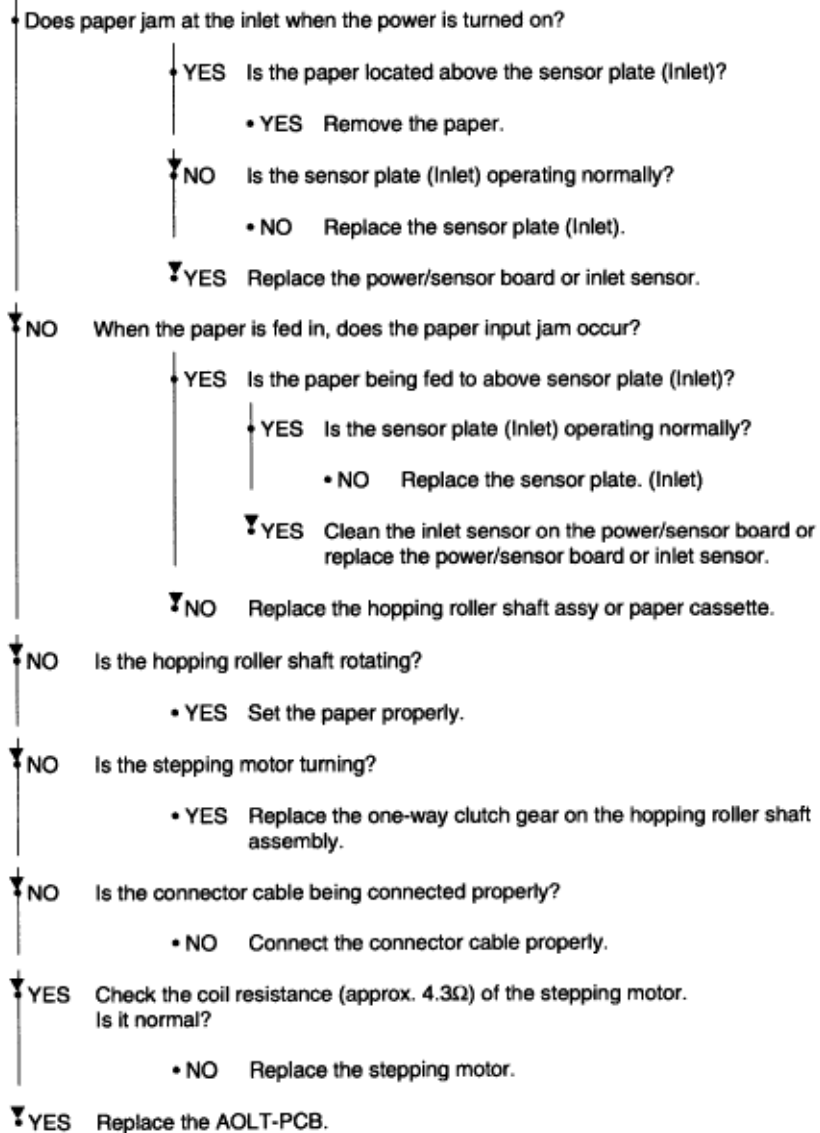 Does paper jam at the inlet when the power is turned on?
YES Is the paper located above the sensor plate (Inlet)?
• YES Remove the paper.
NO Is the sensor plate (Inlet) operating normally?
• NO Replace the sensor plate (Inlet).
YES Replace the power/sensor board or inlet sensor.
NO When the paper is fed in, does the paper input jam occur?
YES Is the paper being fed to above sensor plate (Inlet)?
YES Is the sensor plate (Inlet) operating normally?
• NO Replace the sensor plate. (Inlet)
YES Clean the inlet sensor on the power/sensor board or
replace the power/sensor board or inlet sensor.
NO Replace the hopping roller shaft assy or paper cassette.
NO Is the hopping roller shaft rotating?
• YES Set the paper properly.
NO Is the stepping motor turning?
• YES Replace the one-way clutch gear on the hopping roller shaft
assembly.
NO Is the connector cable being connected properly?
• NO Connect the connector cable properly.
YES Check the coil resistance (approx. 4.3Ω) of the stepping motor.
Is it normal?
• NO Replace the stepping motor.
YES Replace the AOLT-PCB.